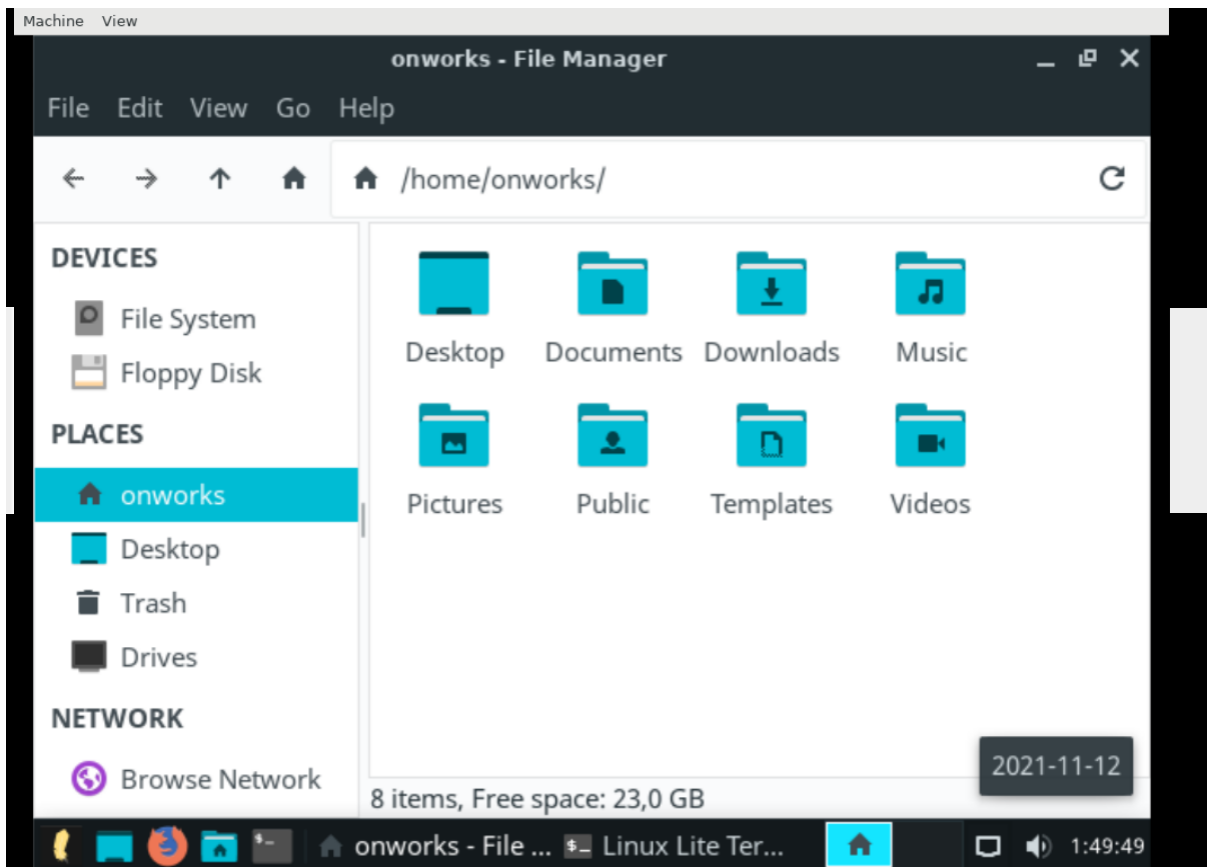 Machine View
onworks - File Manager
File Edit View Go Help
/home/onworks/
DEVICES
File System
Floppy Disk
PLACES
onworks
Desktop
Trash
Drives
NETWORK
Browse Network
Desktop Documents Downloads Music
Pictures Public Templates Videos
2021-11-12
8 items, Free space: 23,0 GB
$- onworks - File ... $- Linux Lite Ter... 1:49:49